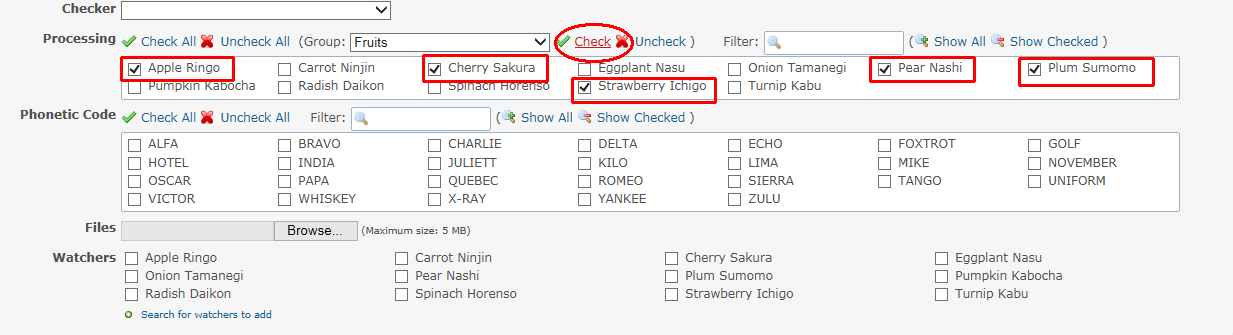 Checker
Processing Check All Uncheck All (Group: Fruits Check Uncheck ) Filter: ( Show All Show Checked )
Apple Ringo Carrot Ninjin Cherry Sakura Eggplant Nasu Onion Tamanegi Pear Nashi Plum Sumomo
Pumpkin Kabocha Radish Daikon Spinach Horenso Strawberry Ichigo Turnip Kabu
Phonetic Code Check All Uncheck All Filter: ( Show All Show Checked )
ALFA BRAVO CHARLIE DELTA ECHO FOXTROT GOLF
HOTEL INDIA JULIETT KILO LIMA MIKE NOVEMBER
OSCAR PAPA QUEBEC ROMEO SIERRA TANGO UNIFORM
VICTOR WHISKEY X-RAY YANKEE ZULU
Files Browse... (Maximum size: 5 MB)
Watchers Apple Ringo Carrot Ninjin Cherry Sakura Eggplant Nasu
Onion Tamanegi Pear Nashi Plum Sumomo Pumpkin Kabocha
Radish Daikon Spinach Horenso Strawberry Ichigo Turnip Kabu
Search for watchers to add